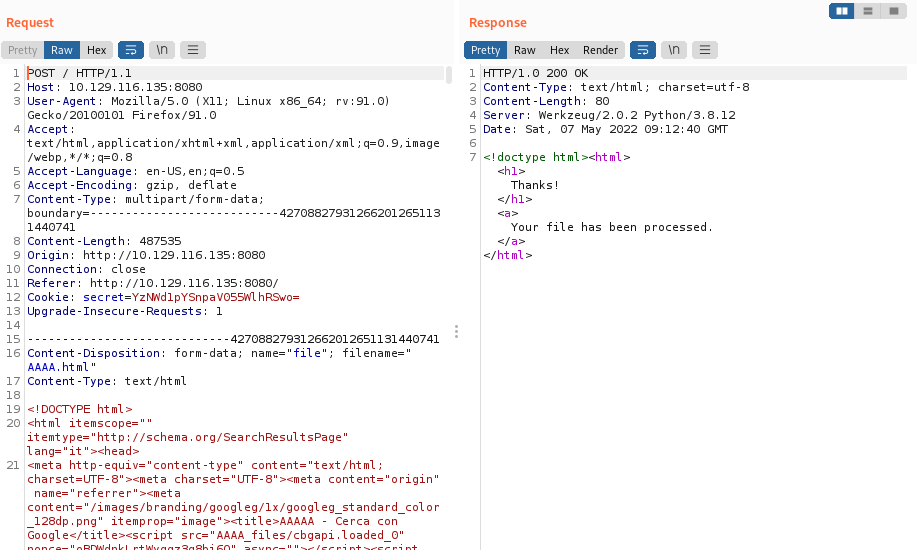 Request
Pretty Raw Hex \n
1 POST / HTTP/1.1
2 Host: 10.129.116.135:8080
3 User-Agent: Mozilla/5.0 (X11; Linux x86_64; rv:91.0)
Gecko/20100101 Firefox/91.0
4 Accept:
text/html,application/xhtml+xml,application/xml;q=0.9,image
/webp,*/*;q=0.8
5 Accept-Language: en-US,en;q=0.5
6 Accept-Encoding: gzip, deflate
7 Content-Type: multipart/form-data;
boundary=---------------------------42708827931266201265113
1440741
8 Content-Length: 487535
9 Origin: http://10.129.116.135:8080
10 Connection: close
11 Referer: http://10.129.116.135:8080/
12 Cookie: secret=YzNWd1pYSnpaV055WlhRSwo=
13 Upgrade-Insecure-Requests: 1
14
15 -----------------------------427088279312662012651131440741
16 Content-Disposition: form-data; name="file"; filename="
AAAA.html"
17 Content-Type: text/html
18
19 <!DOCTYPE html>
20 <html itemscope=""
itemtype="http://schema.org/SearchResultsPage"
lang="it"><head>
21 <meta http-equiv="content-type" content="text/html;
charset=UTF-8"><meta charset="UTF-8"><meta content="origin"
name="referrer"><meta
content="/images/branding/googleg/1x/googleg_standard_color
_128dp.png" itemprop="image"><title>AAAAA - Cerca con
Google</title><script src="AAAA_files/cbgapi.loaded_0"
async=""></script><script
Response
Pretty Raw Hex Render \n
1 HTTP/1.0 200 OK
2 Content-Type: text/html; charset=utf-8
3 Content-Length: 80
4 Server: Werkzeug/2.0.2 Python/3.8.12
5 Date: Sat, 07 May 2022 09:12:40 GMT
6
7 <!doctype html><html>
<h1>
Thanks!
</h1>
<a>
Your file has been processed.
</a>
</html>